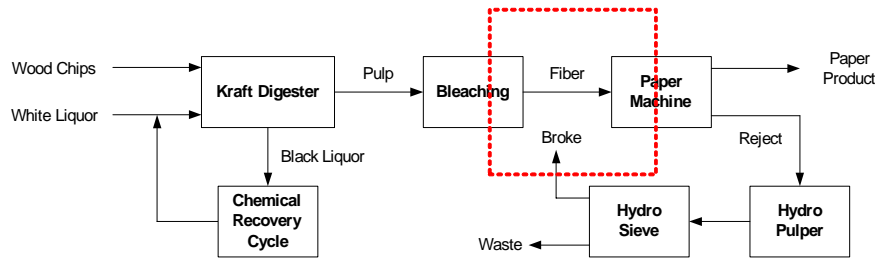 Wood Chips
White Liquor
Kraft Digester
Pulp
Bleaching
Fiber
Paper
Machine
Paper
Product
Black Liquor
Broke
Reject
Chemical
Recovery
Cycle
Waste
Hydro
Sieve
Hydro
Pulper